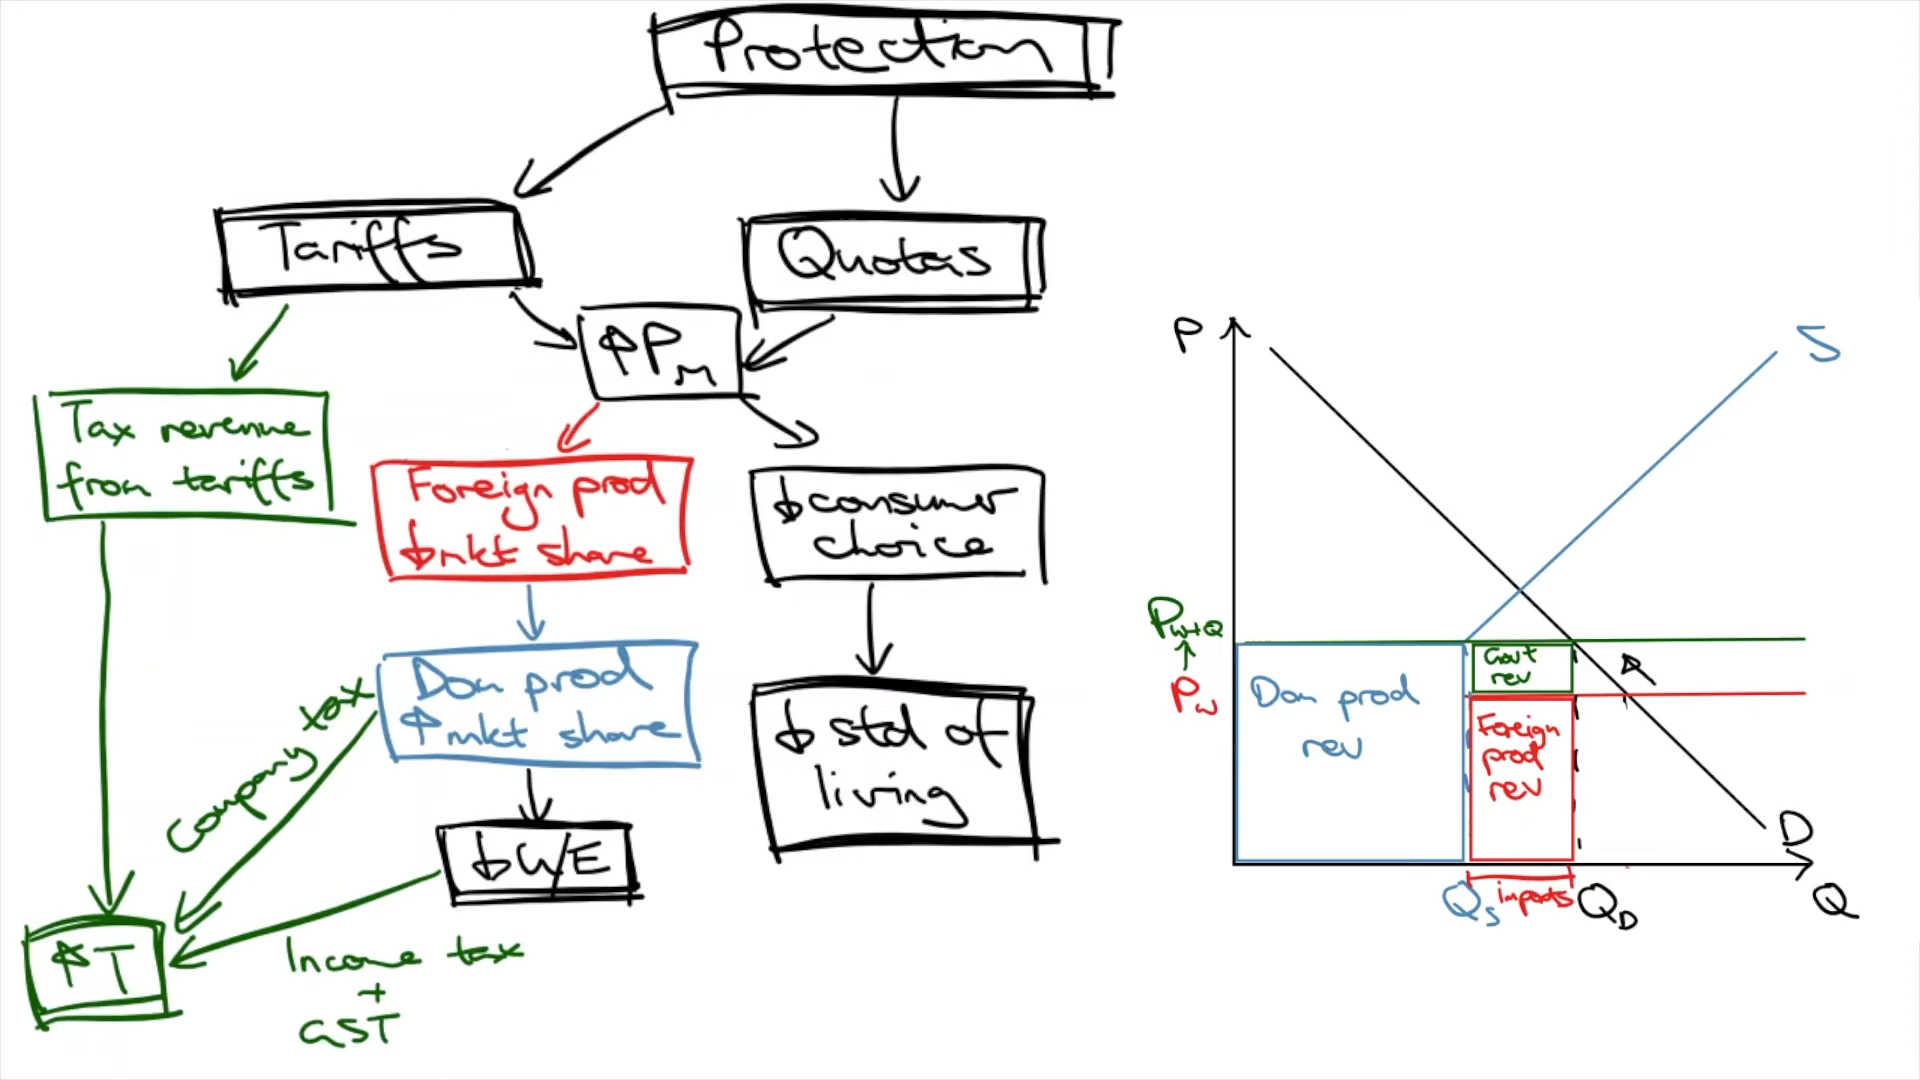 Protection
Tariffs
Quotas
↑PM
Tax revenue
from tariffs
Foreign prod
↓mkt share
↓consumer
choice
Dom prod
↑mkt share
↓ std of
living
Company tax
↓U/E
↑T
Income tax
+
GST
P
S
PW+Q
↑
PW
Govt
rev
Dom prod
rev
Foreign
prod
rev
D
QS
imports
QD
Q